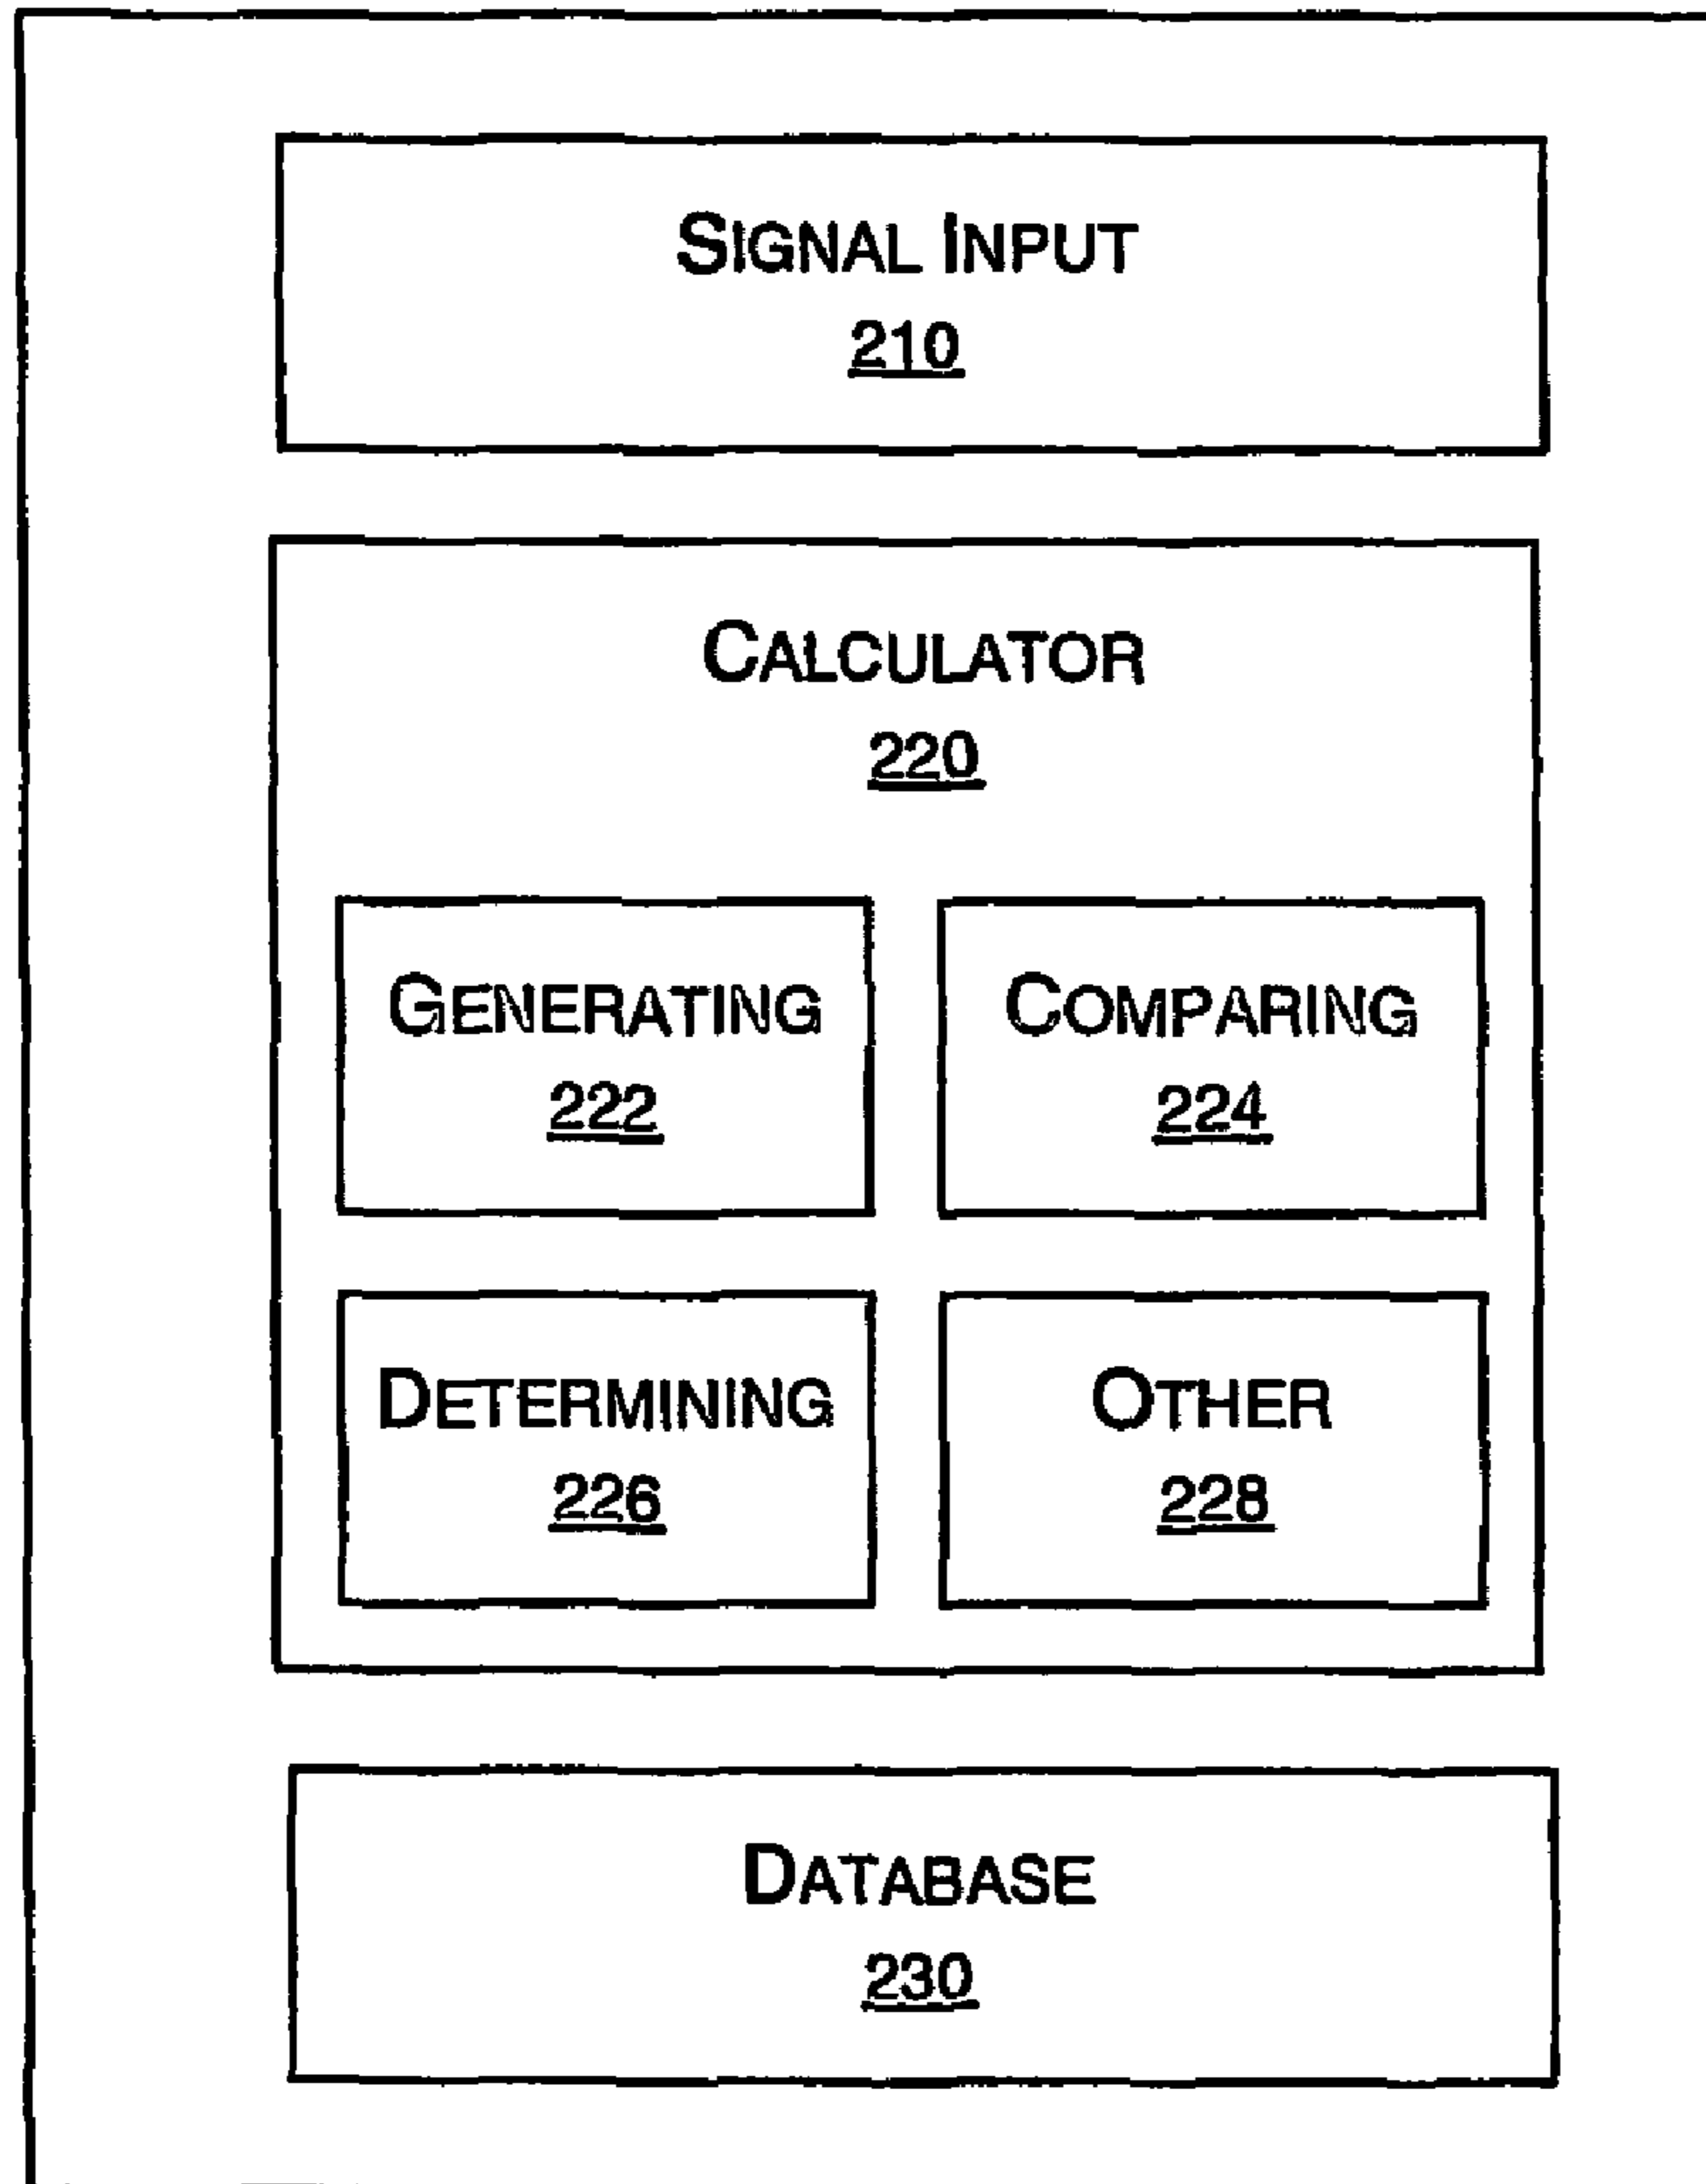 SIGNAL INPUT
210
CALCULATOR
220
GENERATING
222
COMPARING
224
DETERMINING
226
OTHER
228
DATABASE
230